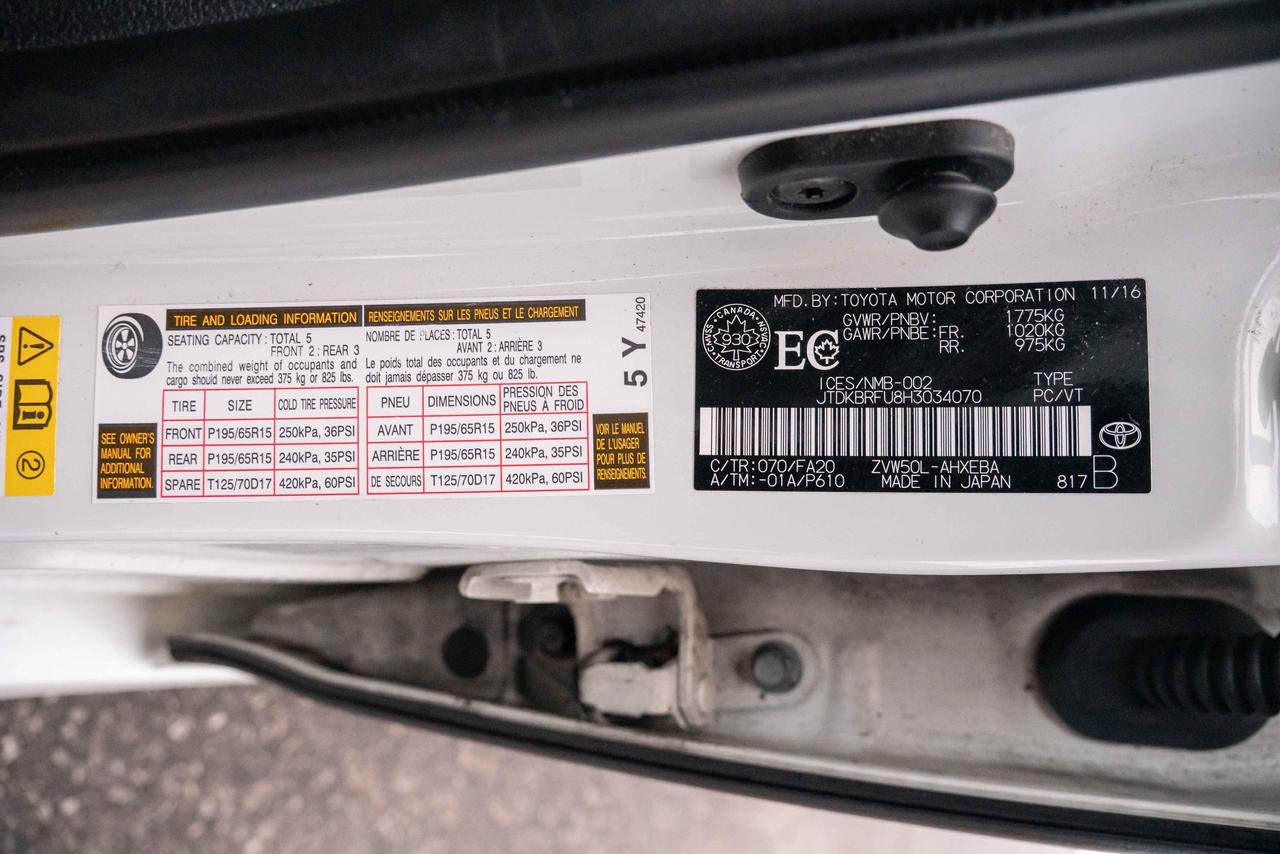 TIRE AND LOADING INFORMATION
SEATING CAPACITY: TOTAL 5
FRONT 2: REAR 3
The combined weight of occupants and
cargo should never exceed 375 kg or 825 lbs.
RENSEIGNEMENTS SUR LES PNEUS ET LE CHARGEMENT
NOMBRE DE PLACES: TOTAL 5
AVANT 2: ARRIÈRE 3
Le poids total des occupants et du chargement ne
doit jamais dépasser 375 kg ou 825 lb.
5 Y 47420
SEE OWNER'S
MANUAL FOR
ADDITIONAL
INFORMATION.
TIRE SIZE COLD TIRE PRESSURE
FRONT P195/65R15 250kPa, 36PSI
REAR P195/65R15 240kPa, 35PSI
SPARE T125/70D17 420kPa, 60PSI
PNEU DIMENSIONS PRESSION DES
PNEUS À FROID
AVANT P195/65R15 250kPa, 36PSI
ARRIÈRE P195/65R15 240kPa, 35PSI
DE SECOURS T125/70D17 420kPa, 60PSI
VOIR LE MANUEL
DE L'USAGER
POUR PLUS DE
RENSEIGNEMENTS.
2
MFD. BY: TOYOTA MOTOR CORPORATION 11/16
GVWR/PNBV: 1775KG
GAWR/PNBE: FR. 1020KG
RR. 975KG
CANADA
930
TRANSPORT
CMVSS
NSVAC
EC
ICES/NMB-002 TYPE
JTDKBRFU8H3034070 PC/VT
C/TR: 070/FA20 ZVW50L-AHXEBA
A/TM: -01A/P610 MADE IN JAPAN 817 B